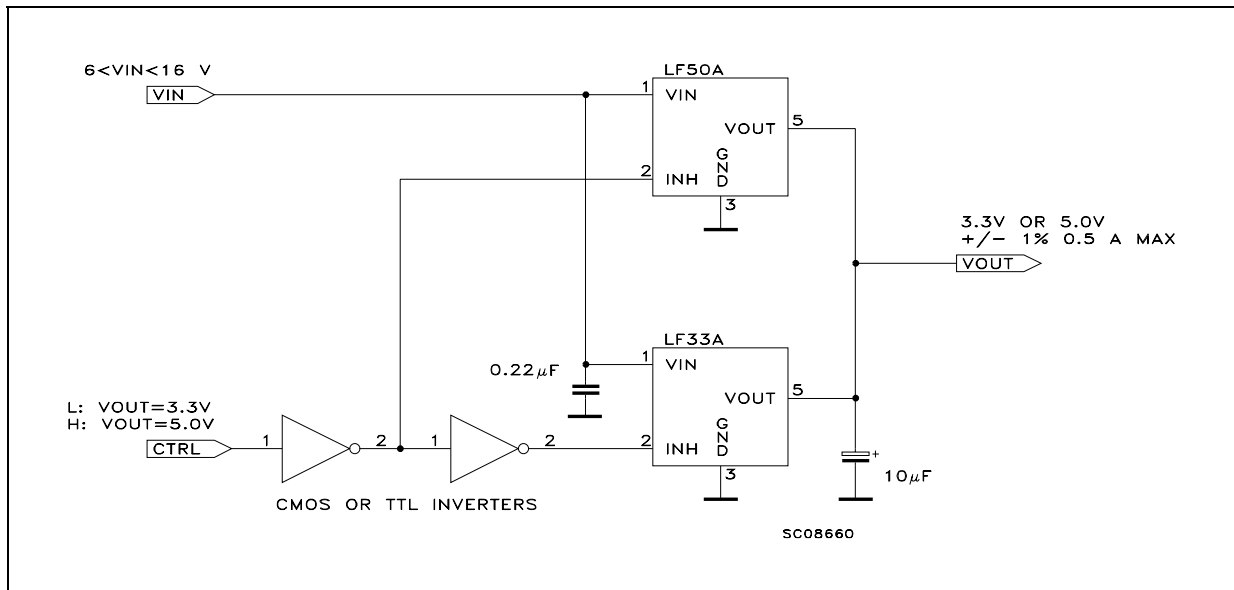 6<VIN<16 V
VIN
LF50A
1
VIN
VOUT
5
2
INH
GND
3
3.3V OR 5.0V
+/- 1% 0.5 A MAX
VOUT
LF33A
1
VIN
0.22μF
VOUT
5
L: VOUT=3.3V
H: VOUT=5.0V
CTRL
1
2
1
2
2
INH
GND
3
+
10μF
CMOS OR TTL INVERTERS
SC08660